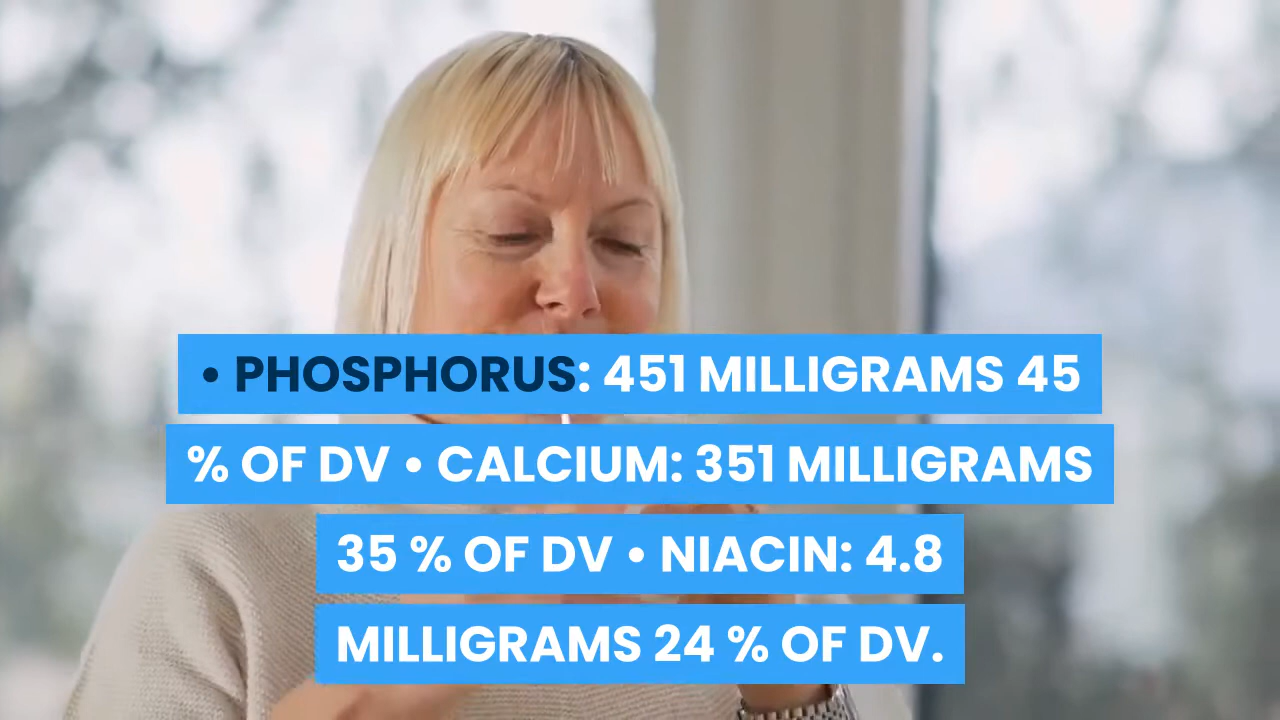 • PHOSPHORUS: 451 MILLIGRAMS 45
% OF DV • CALCIUM: 351 MILLIGRAMS
35 % OF DV • NIACIN: 4.8
MILLIGRAMS 24 % OF DV.